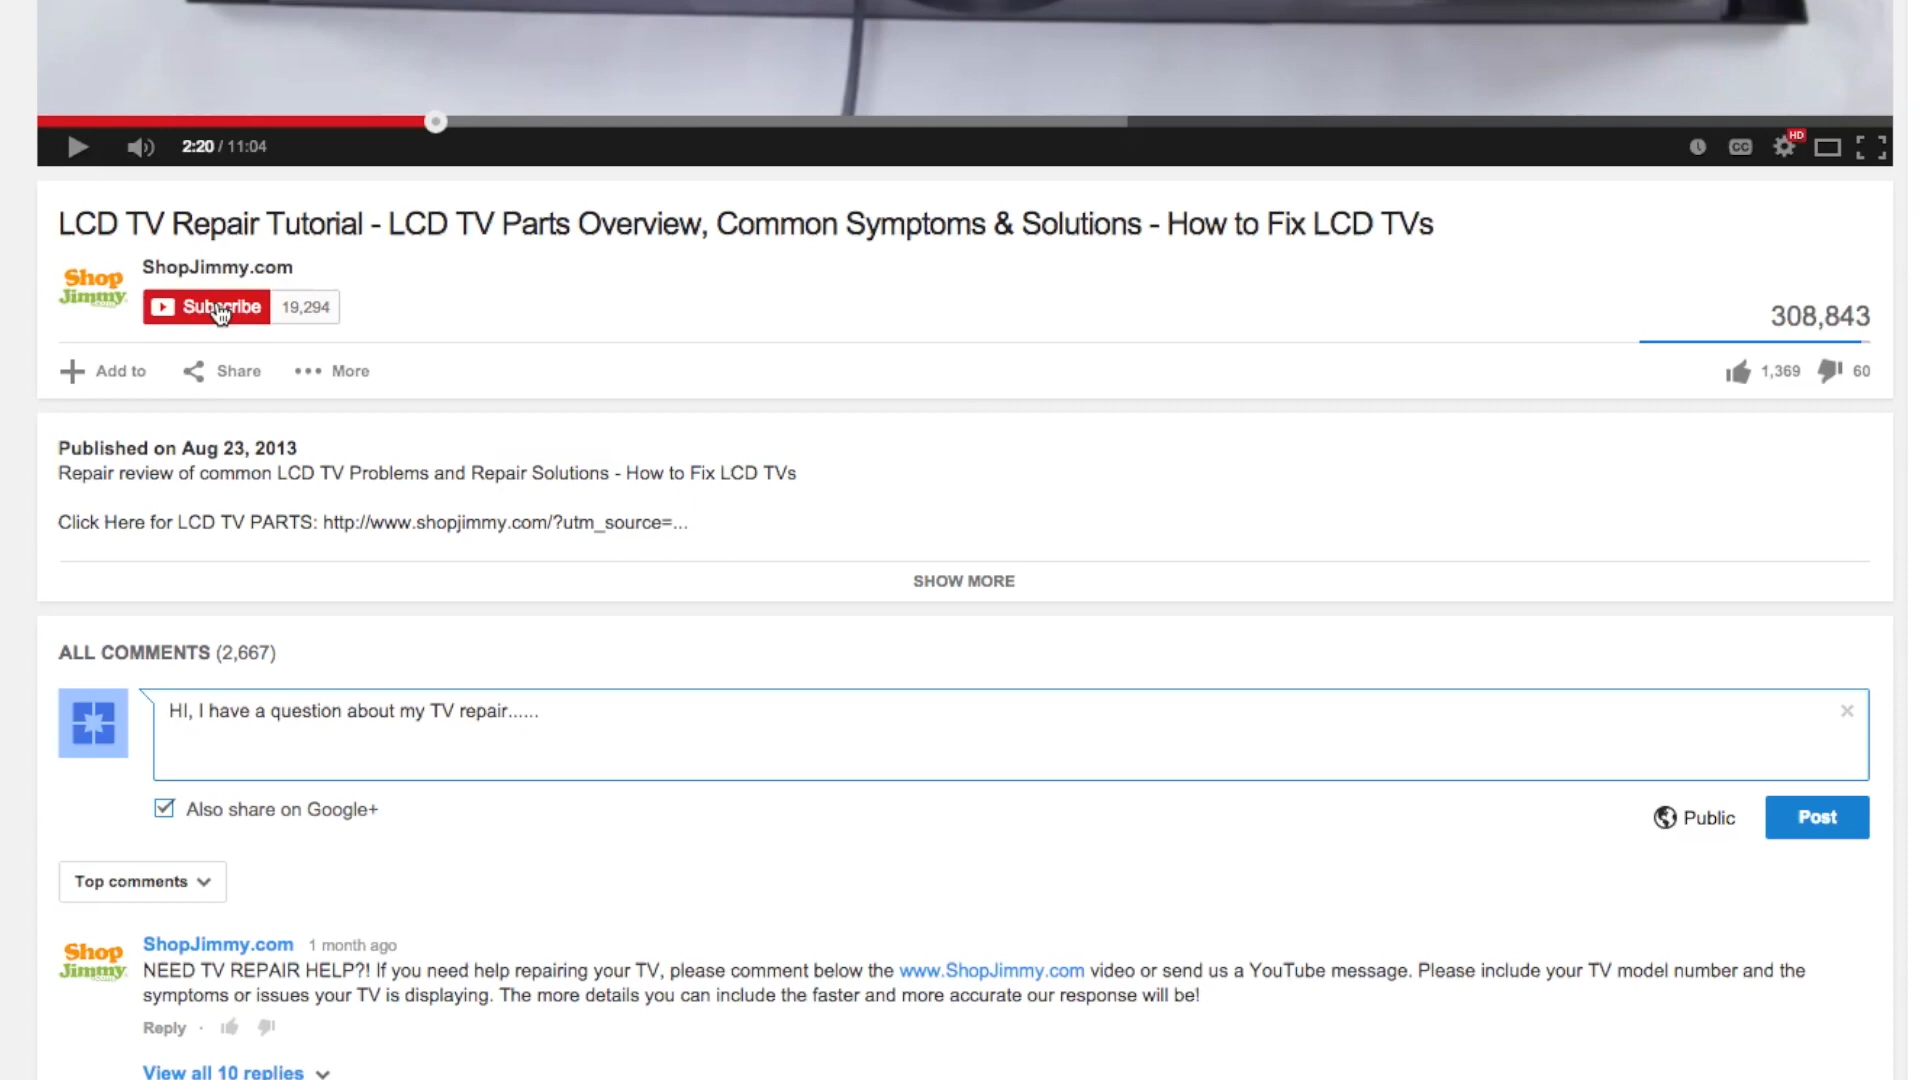 2:20 / 11:04
CC
HD
LCD TV Repair Tutorial - LCD TV Parts Overview, Common Symptoms & Solutions - How to Fix LCD TVs
Shop
Jimmy.com
ShopJimmy.com
Subscribe 19,294
308,843
Add to Share More
1,369 60
Published on Aug 23, 2013
Repair review of common LCD TV Problems and Repair Solutions - How to Fix LCD TVs
Click Here for LCD TV PARTS: http://www.shopjimmy.com/?utm_source=...
SHOW MORE
ALL COMMENTS (2,667)
HI, I have a question about my TV repair......
Also share on Google+
Public
Post
Top comments
Shop
Jimmy.com
ShopJimmy.com 1 month ago
NEED TV REPAIR HELP?! If you need help repairing your TV, please comment below the www.ShopJimmy.com video or send us a YouTube message. Please include your TV model number and the
symptoms or issues your TV is displaying. The more details you can include the faster and more accurate our response will be!
Reply ·
View all 10 replies